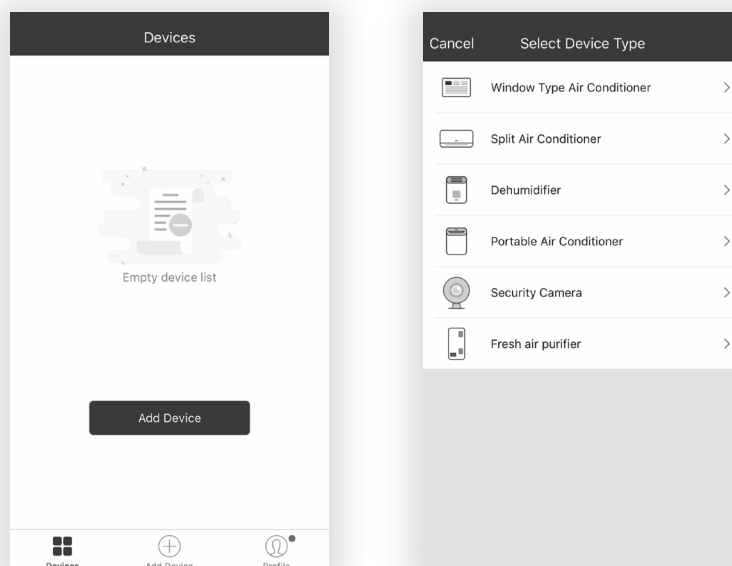 Devices
Empty device list
Add Device
Devices
Add Device
Profile
Cancel
Select Device Type
Window Type Air Conditioner
Split Air Conditioner
Dehumidifier
Portable Air Conditioner
Security Camera
Fresh air purifier